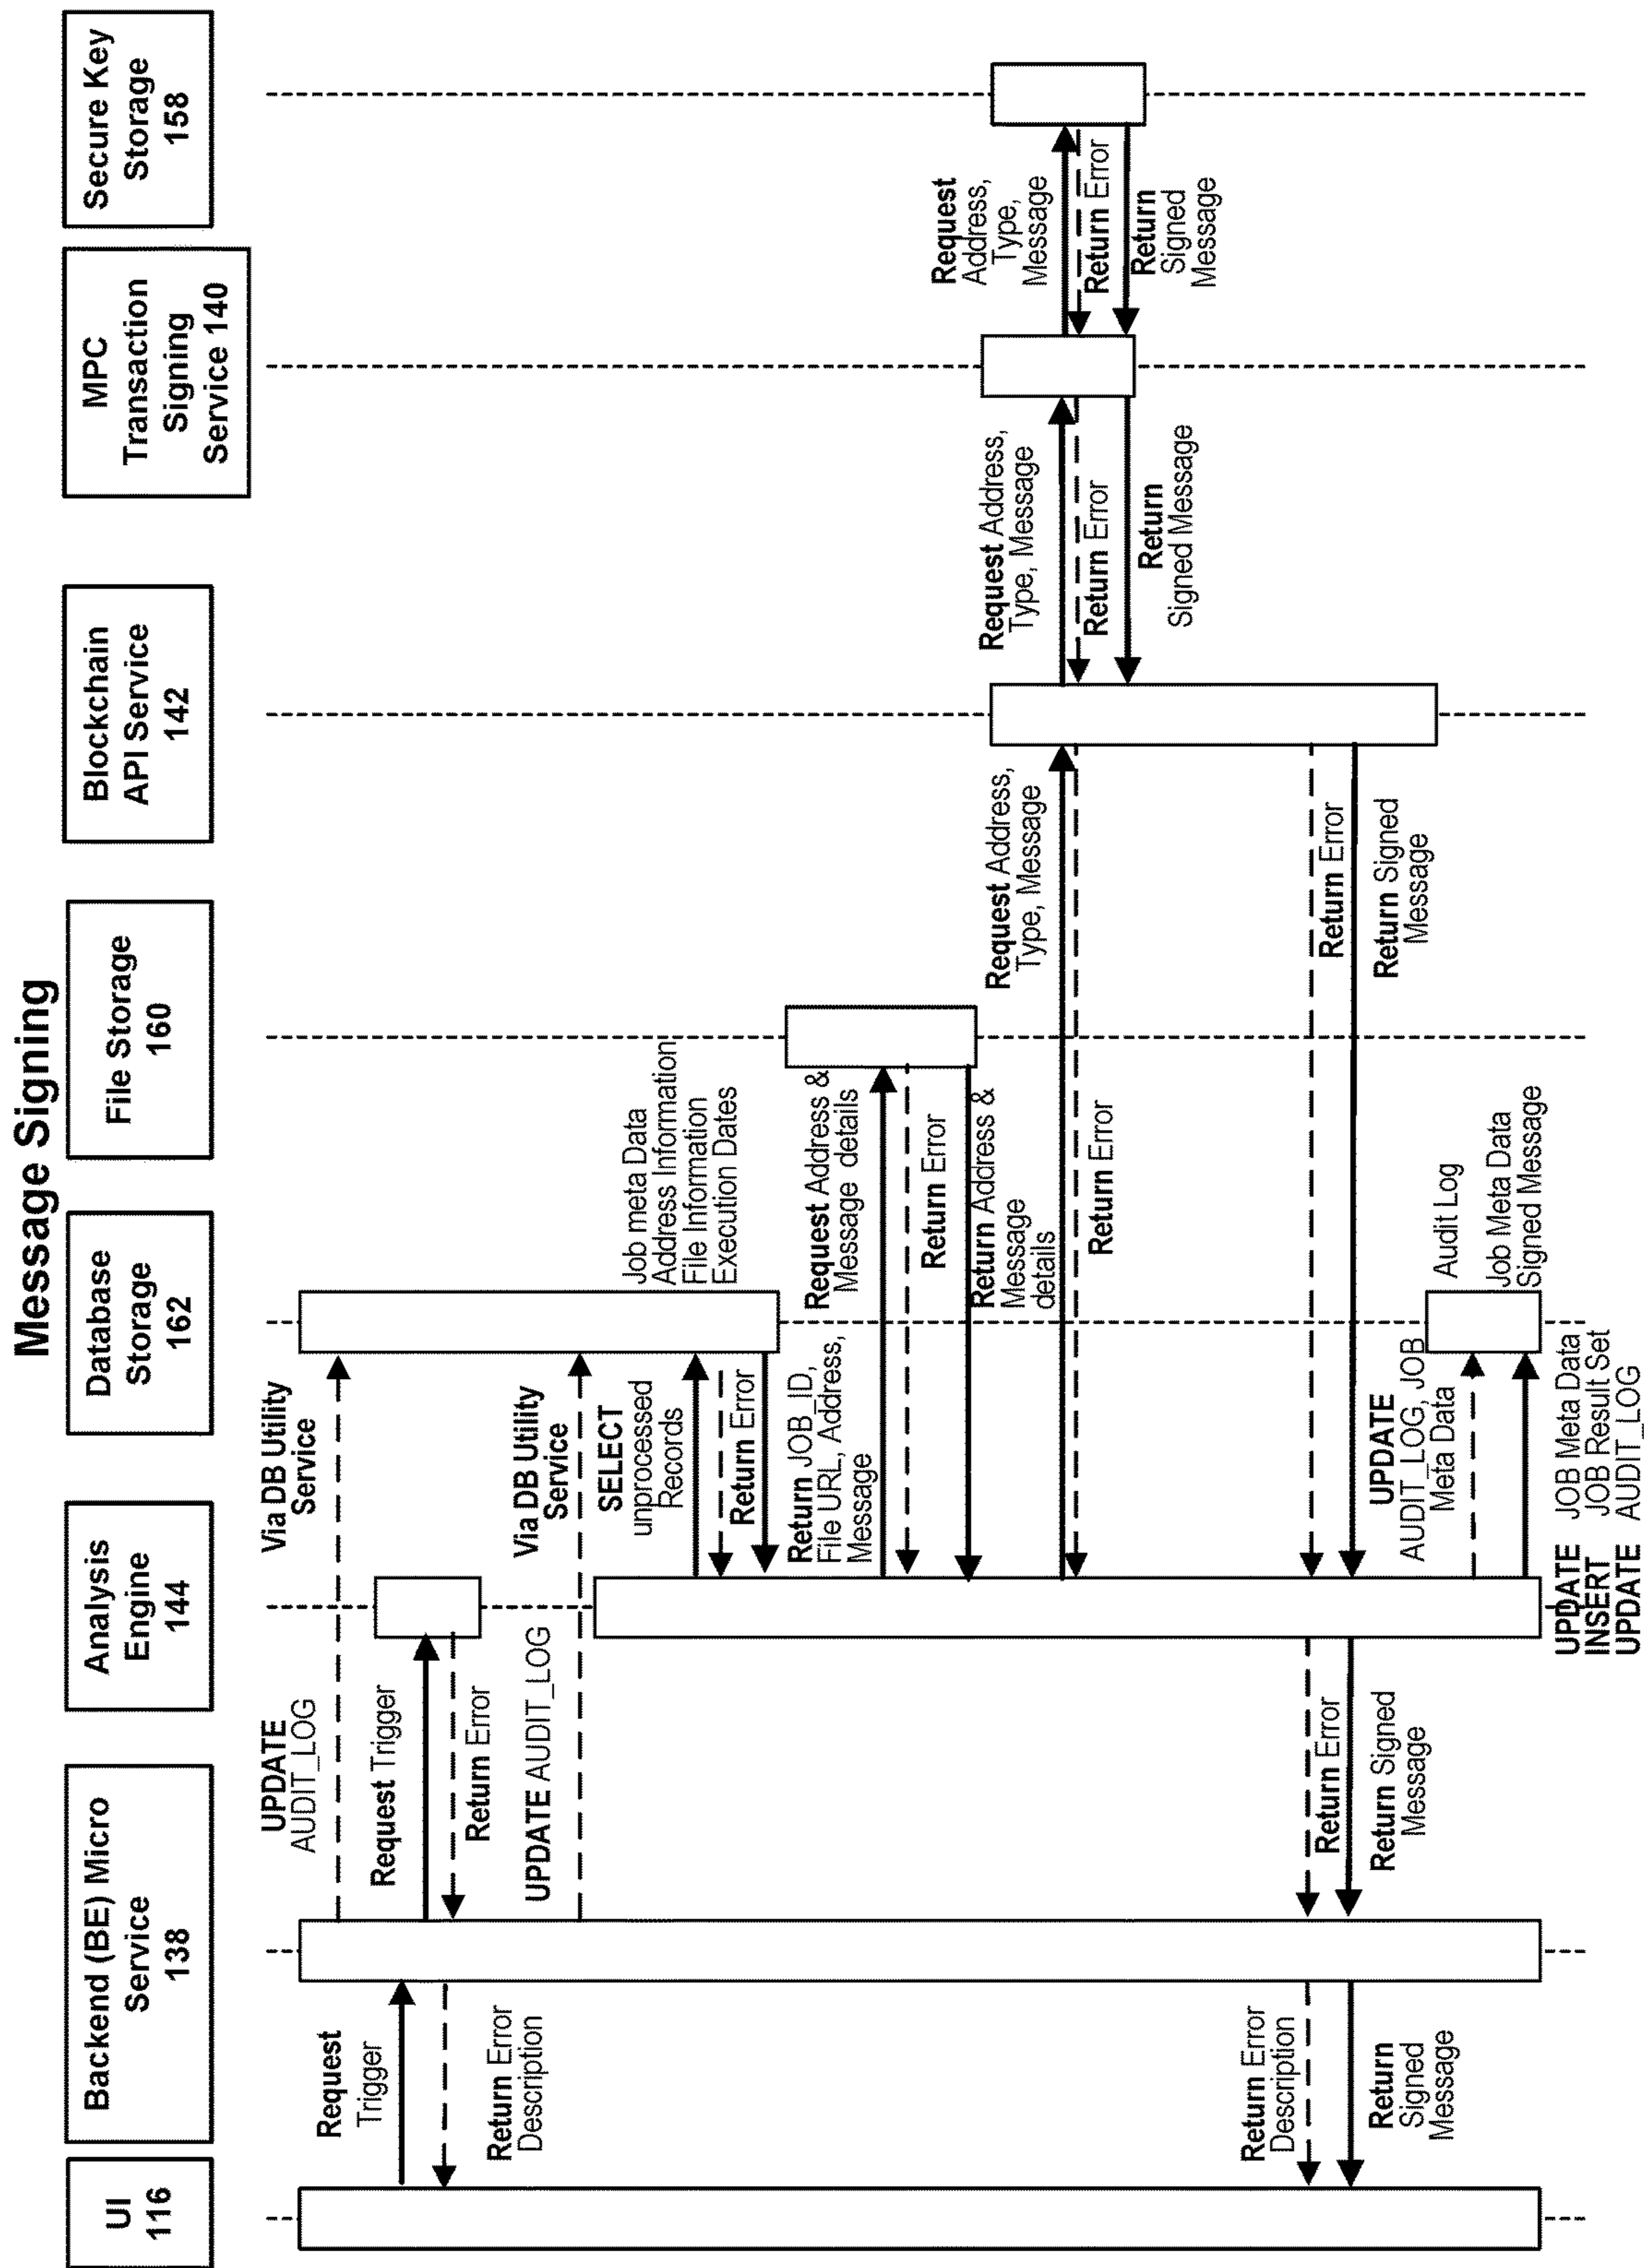 Message Signing
UI
116
Backend (BE) Micro
Service
138
Analysis
Engine
144
Database
Storage
162
File Storage
160
Blockchain
API Service
142
MPC
Transaction
Signing
Service 140
Secure Key
Storage
158
UPDATE
AUDIT_LOG
Via DB Utility
Service
Request
Trigger
Request Trigger
Return Error
Return Error
Description
UPDATE AUDIT_LOG
Via DB Utility
Service
SELECT
unprocessed
Records
Job meta Data
Address Information
File Information
Execution Dates
Return Error
Return JOB_ID,
File URL, Address,
Message
Request Address &
Message details
Return Error
Return Address &
Message
details
Request Address,
Type, Message
Return Error
Request Address,
Type, Message
Return Error
Return
Signed Message
Request
Address,
Type,
Message
Return Error
Return
Signed
Message
Return Error
Description
Return
Signed
Message
Return Error
Return Signed
Message
Return Error
Return Signed
Message
UPDATE
AUDIT_LOG, JOB
Meta Data
Audit Log
Job Meta Data
Signed Message
UPDATE JOB Meta Data
INSERT JOB Result Set
UPDATE AUDIT_LOG